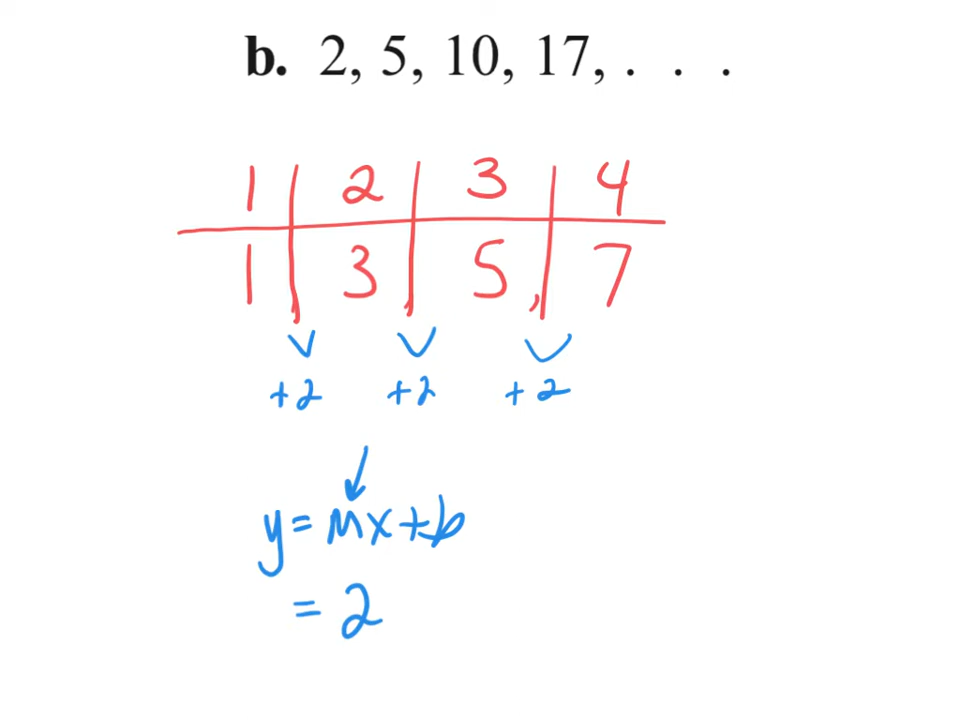 b. 2, 5, 10, 17, . . .
1 | 2 | 3 | 4
1, | 3, | 5, | 7
+2 +2 +2
y = mx + b
= 2